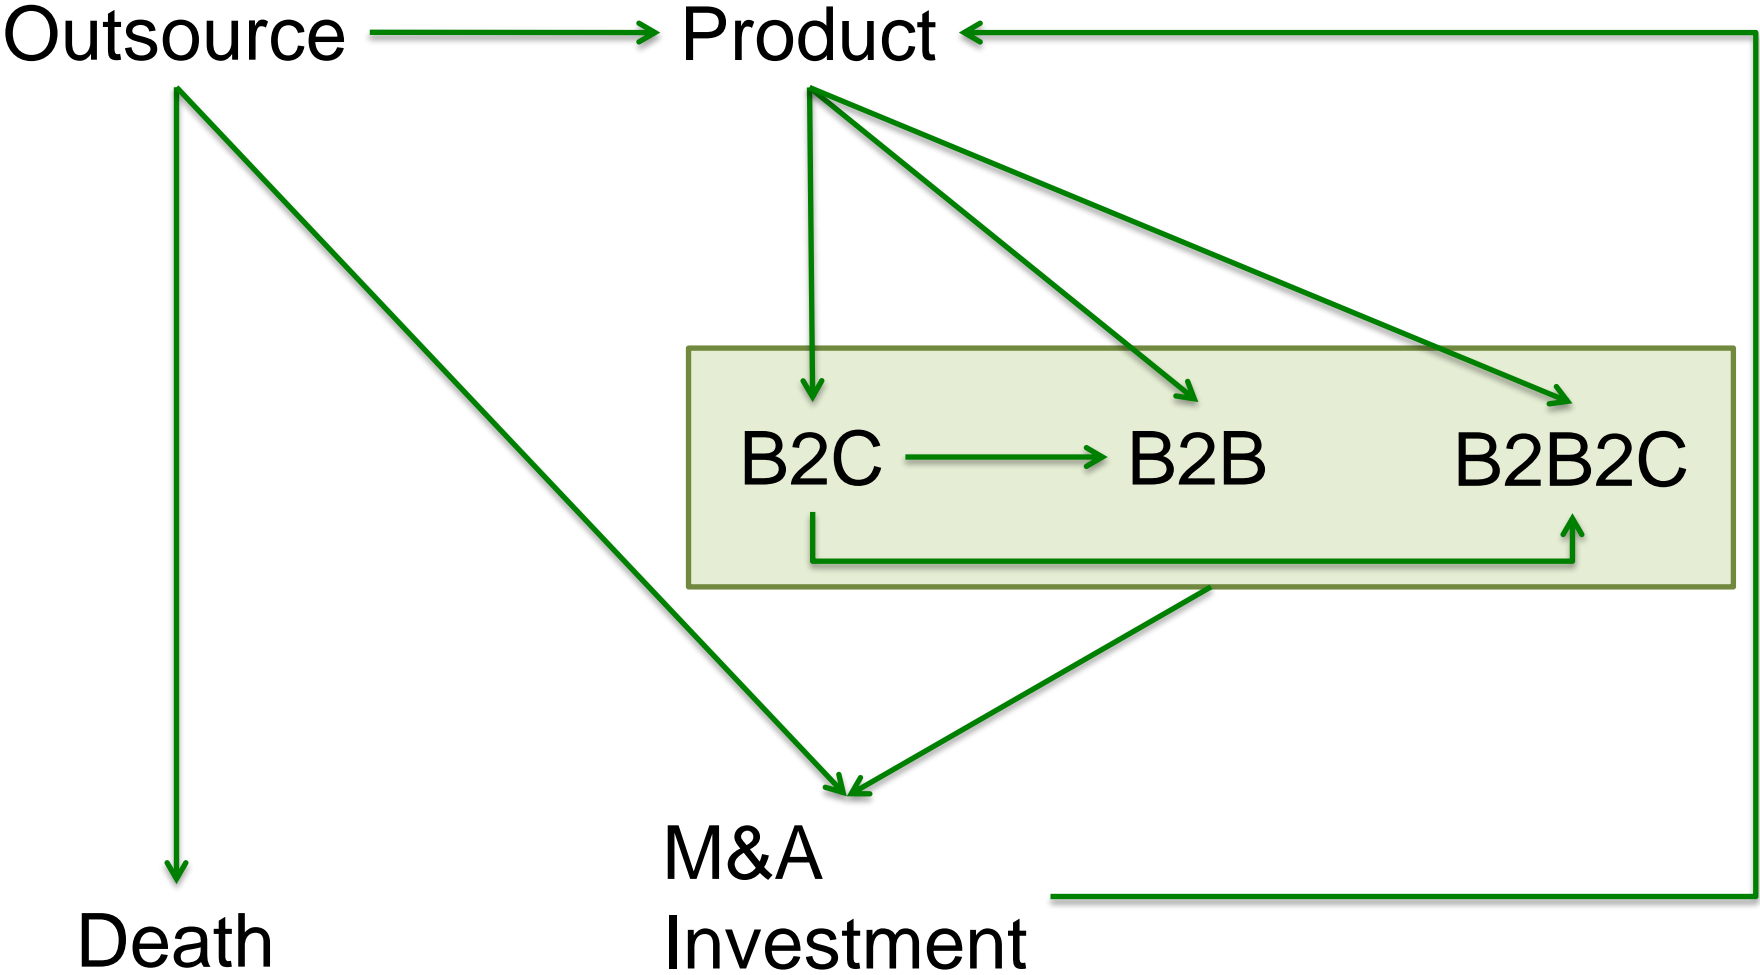 Outsource
Product
B2C
B2B
B2B2C
M&A
Investment
Death